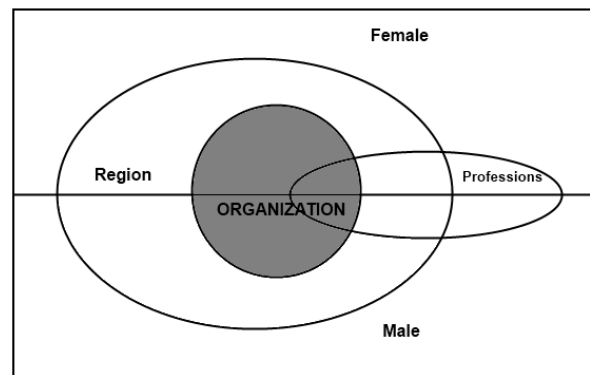 Female
Region
Professions
ORGANIZATION
Male